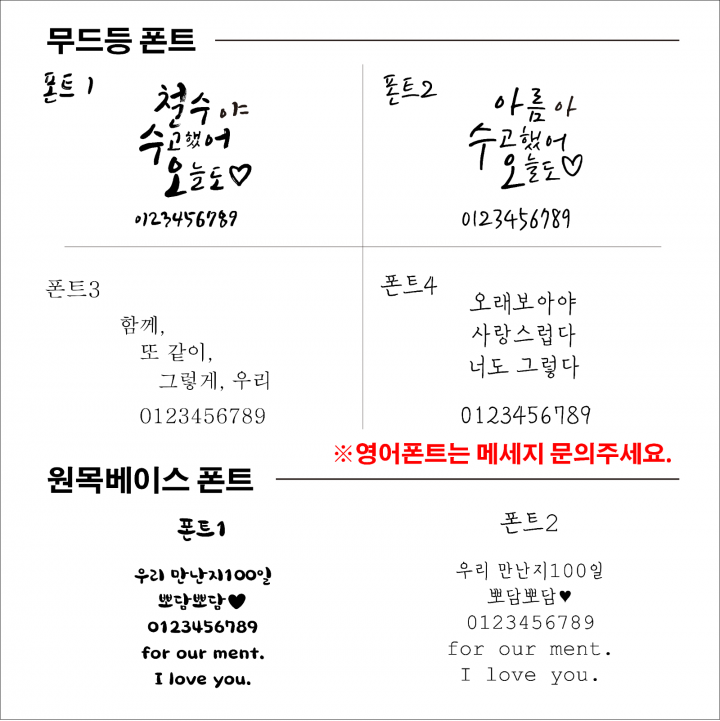 무드등 폰트
폰트 1
철수야
수고했어
오늘도♡
0123456789
폰트2
아름아
수고했어
오늘도♡
0123456789
폰트3
함께,
또 같이,
그렇게, 우리
0123456789
폰트4
오래보아야
사랑스럽다
너도 그렇다
0123456789
※영어폰트는 메세지 문의주세요.
원목베이스 폰트
폰트1
우리 만난지100일
뽀담뽀담♥
0123456789
for our ment.
I love you.
폰트2
우리 만난지100일
뽀담뽀담♥
0123456789
for our ment.
I love you.